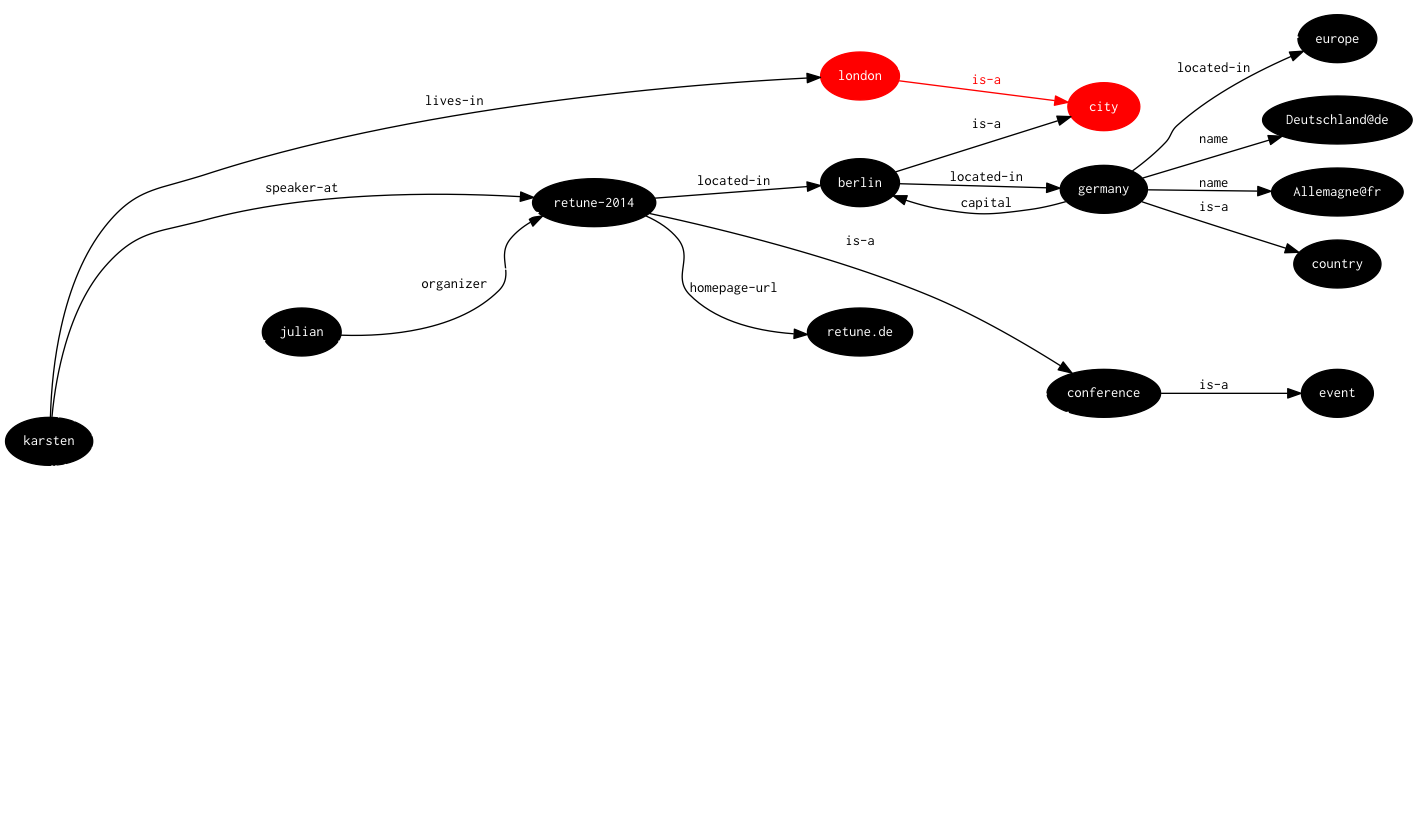 europe
located-in
london
lives-in
is-a
city
Deutschland@de
is-a
name
berlin
located-in
located-in
germany
name
Allemagne@fr
speaker-at
retune-2014
capital
is-a
is-a
country
organizer
homepage-url
julian
retune.de
is-a
conference
event
karsten